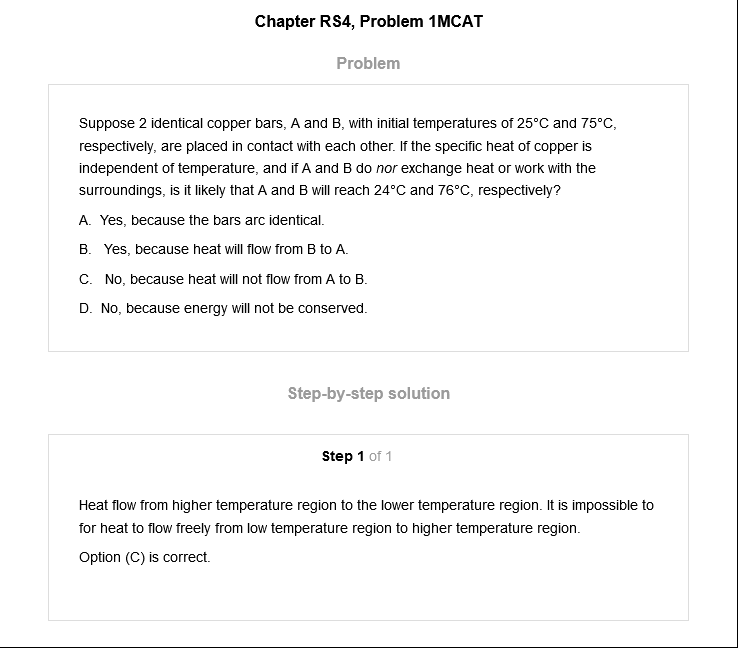 Chapter RS4, Problem 1MCAT
Problem
Suppose 2 identical copper bars, A and B, with initial temperatures of 25°C and 75°C,
respectively, are placed in contact with each other. If the specific heat of copper is
independent of temperature, and if A and B do nor exchange heat or work with the
surroundings, is it likely that A and B will reach 24°C and 76°C, respectively?
A. Yes, because the bars arc identical.
B. Yes, because heat will flow from B to A.
C. No, because heat will not flow from A to B.
D. No, because energy will not be conserved.
Step-by-step solution
Step 1 of 1
Heat flow from higher temperature region to the lower temperature region. It is impossible to
for heat to flow freely from low temperature region to higher temperature region.
Option (C) is correct.